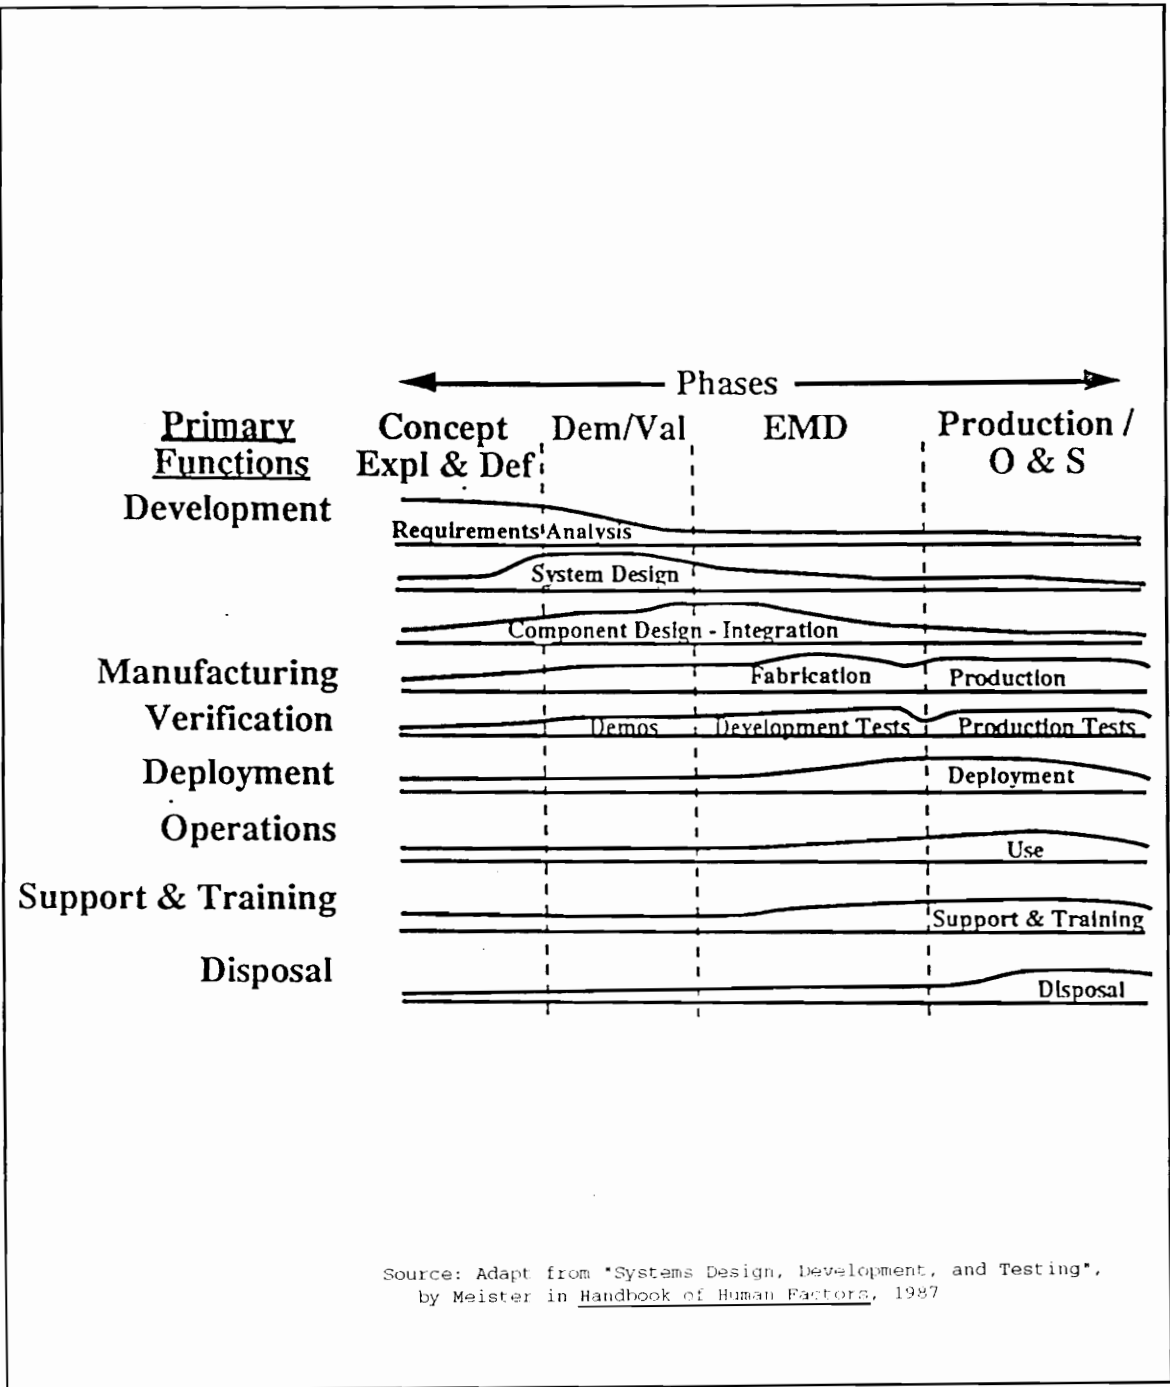 Phases
Primary Functions
Concept Expl & Def
Dem/Val
EMD
Production / O & S
Development
Requirements Analysis
System Design
Component Design - Integration
Manufacturing
Fabrication
Production
Verification
Demos
Development Tests
Production Tests
Deployment
Deployment
Operations
Use
Support & Training
Support & Training
Disposal
Disposal
Source: Adapt from "Systems Design, Development, and Testing",
by Meister in Handbook of Human Factors, 1987